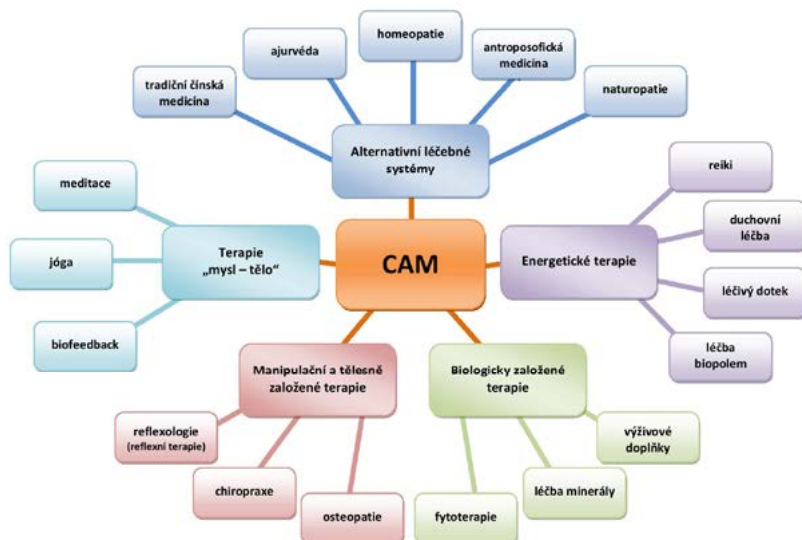 homeopatie
ajurvéda
antroposofická
medicína
tradiční čínská
medicína
naturopatie
Alternativní léčebné
systémy
meditace
reiki
jóga
Terapie
„mysl – tělo“
CAM
Energetické terapie
duchovní
léčba
léčivý dotek
biofeedback
léčba
biopolem
Manipulační a tělesně
založené terapie
Biologicky založené
terapie
reflexologie
(reflexní terapie)
výživové
doplňky
chiropraxe
léčba minerály
osteopatie
fytoterapie